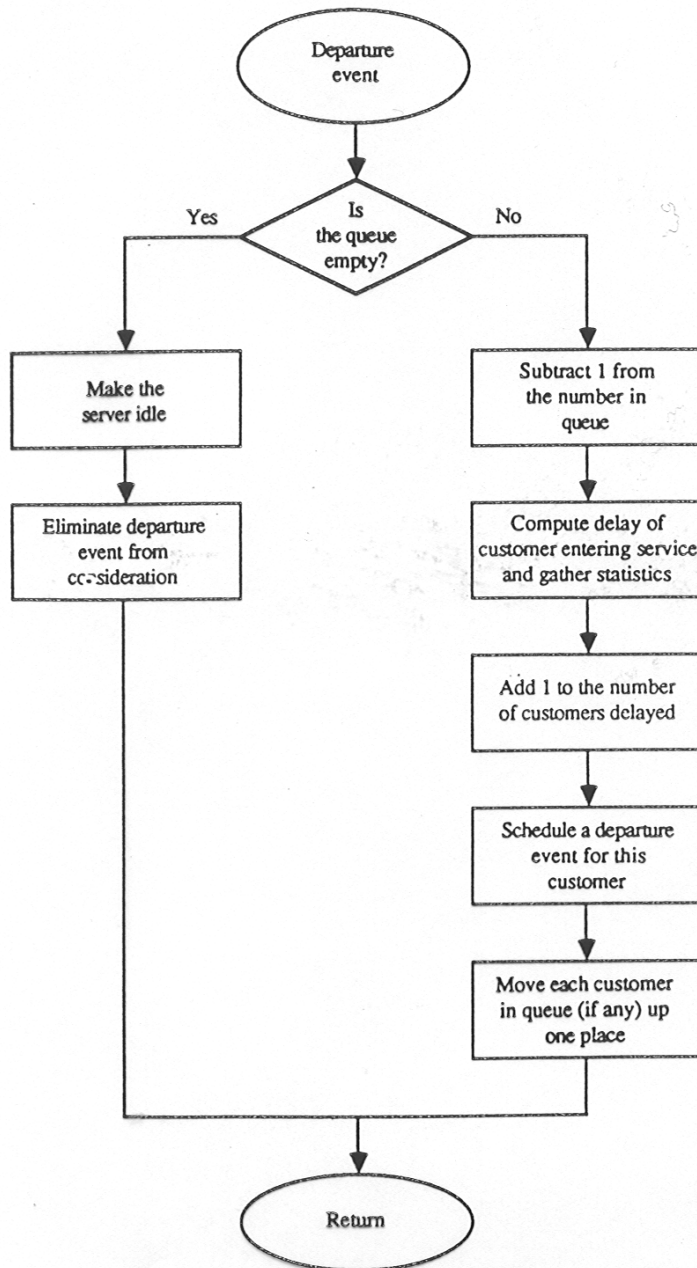 Departure
event
Is
the queue
empty?
Yes
No
Make the
server idle
Eliminate departure
event from
consideration
Subtract 1 from
the number in
queue
Compute delay of
customer entering service
and gather statistics
Add 1 to the number
of customers delayed
Schedule a departure
event for this
customer
Move each customer
in queue (if any) up
one place
Return